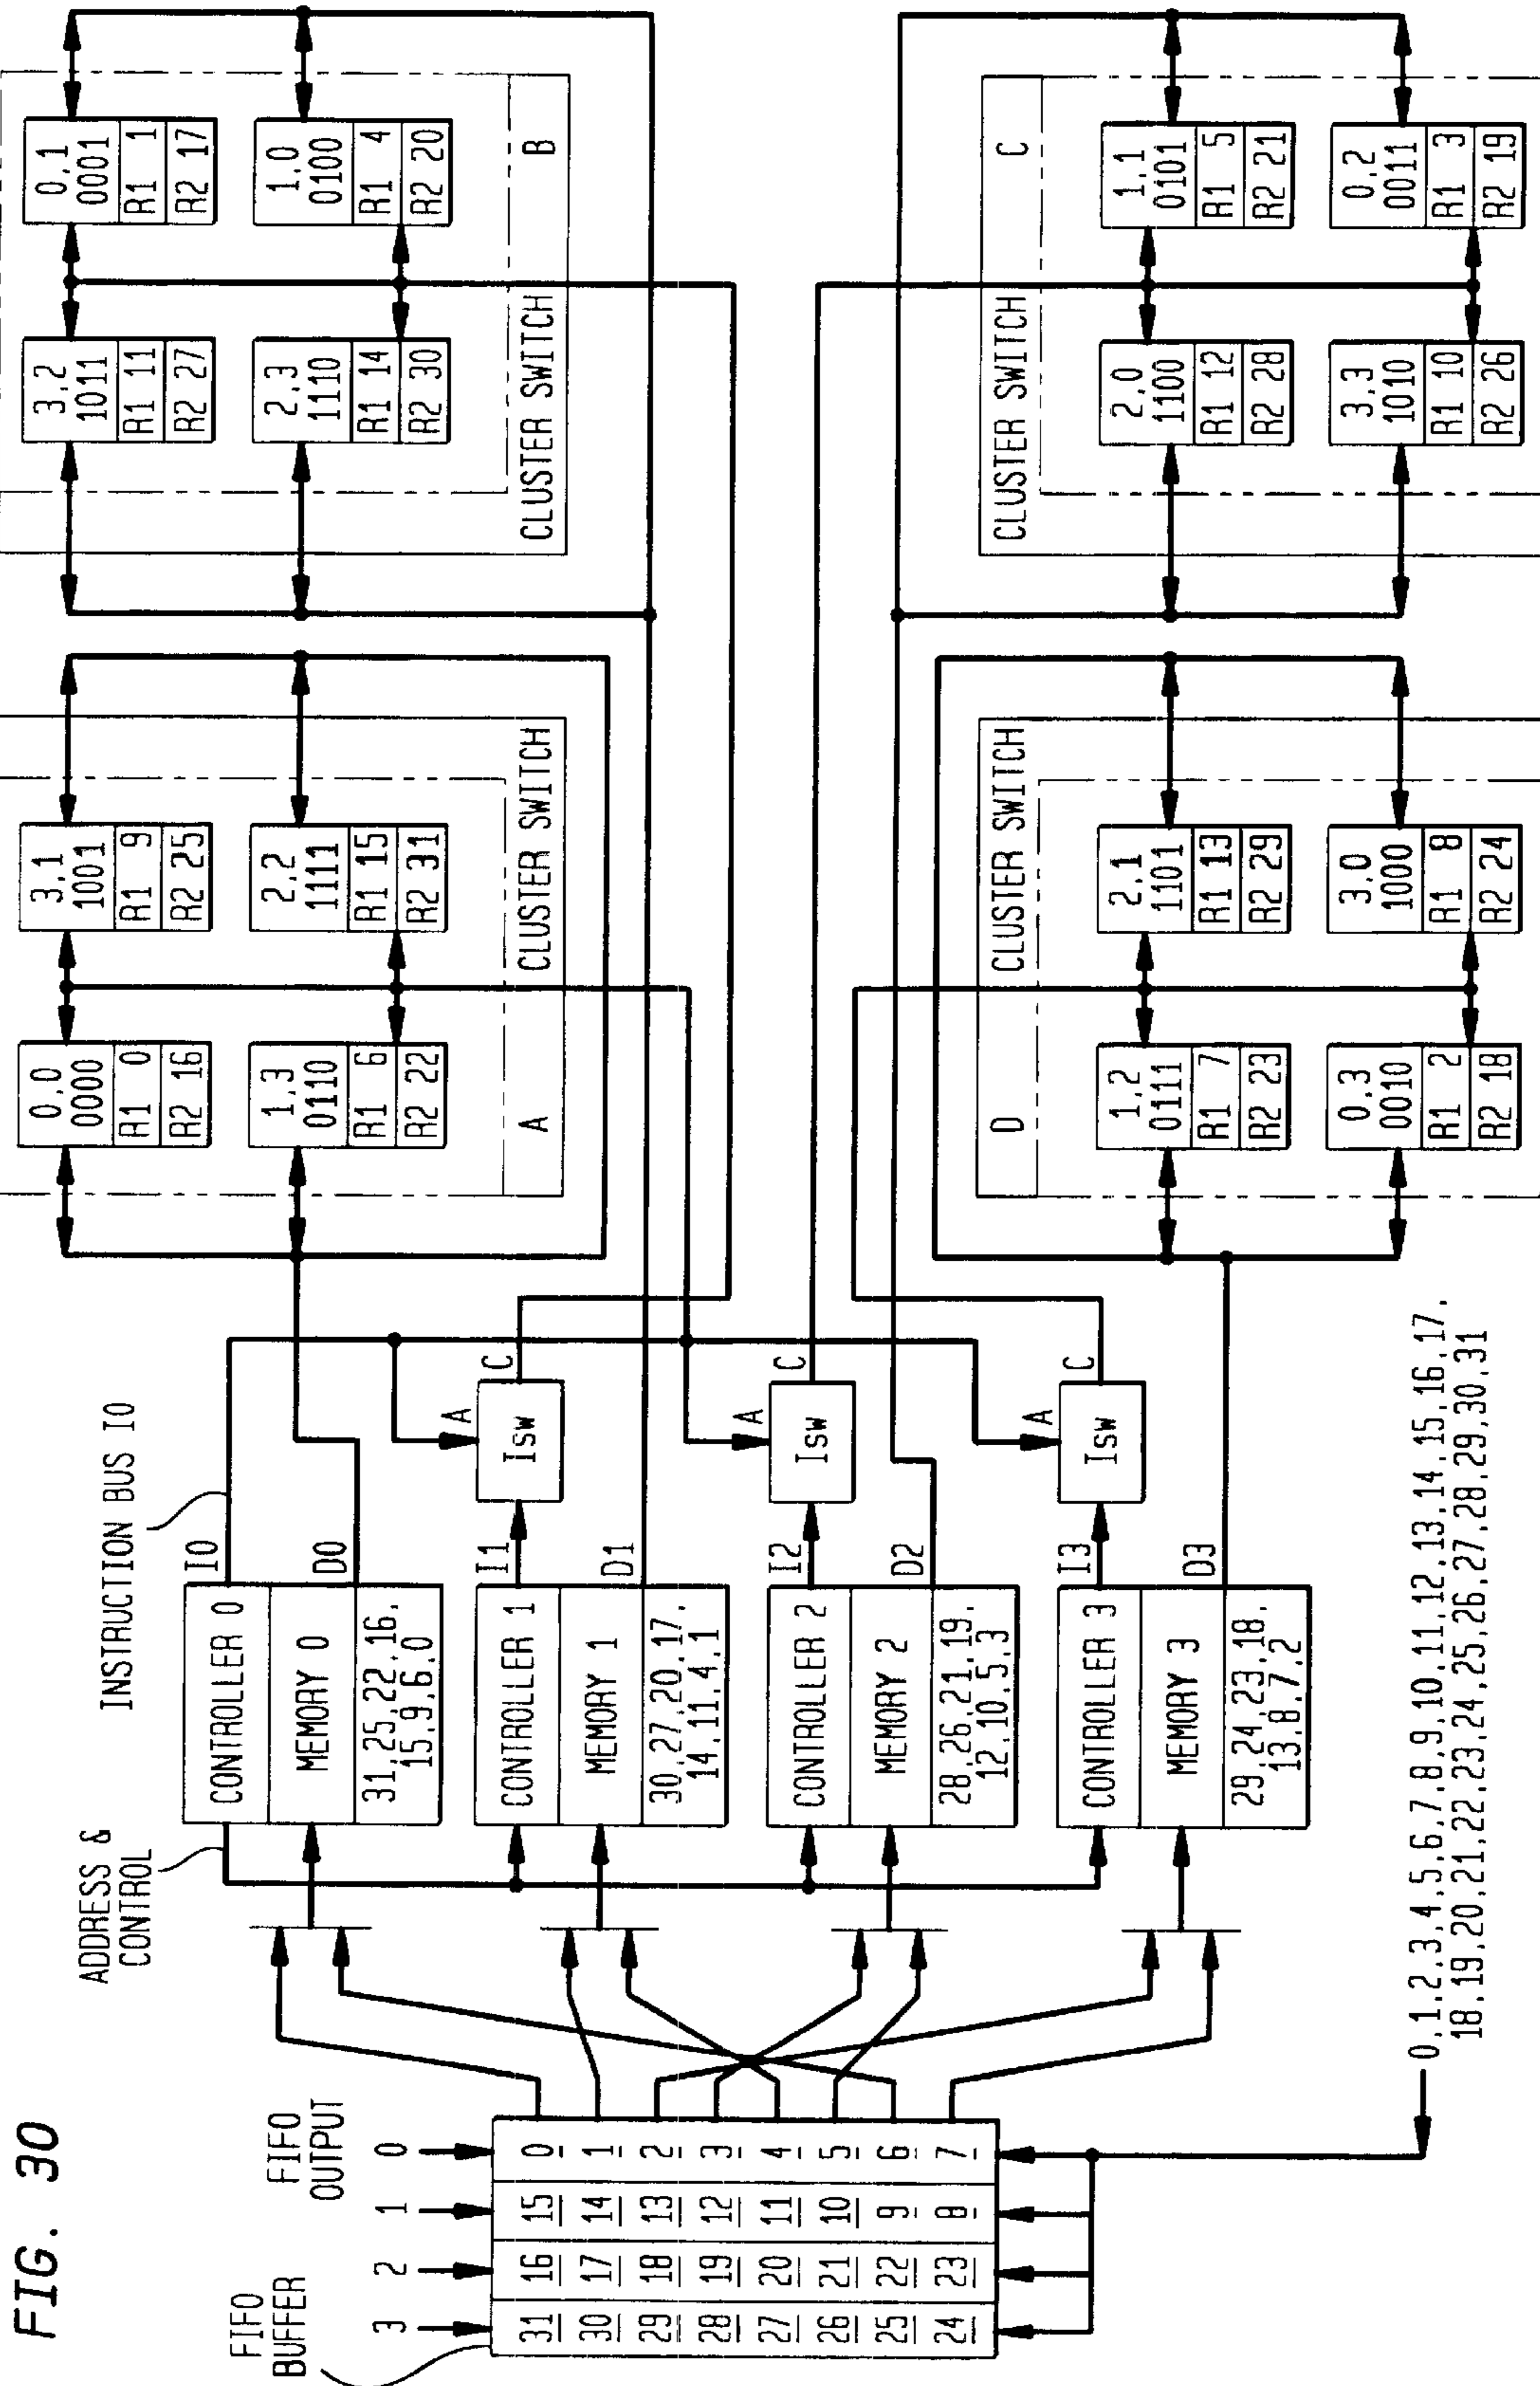 FIG. 30
FIFO
BUFFER
FIFO
OUTPUT
3 2 1 0
31 16 15 0
30 17 14 1
29 18 13 2
28 19 12 3
27 20 11 4
26 21 10 5
25 22 9 6
24 23 8 7
0,1,2,3,4,5,6,7,8,9,10,11,12,13,14,15,16,17,
18,19,20,21,22,23,24,25,26,27,28,29,30,31
ADDRESS &
CONTROL
INSTRUCTION BUS I0
CONTROLLER 0
I0
MEMORY 0
D0
31,25,22,16,
15,9,6,0
CONTROLLER 1
I1
MEMORY 1
D1
30,27,20,17,
14,11,4,1
CONTROLLER 2
I2
MEMORY 2
D2
28,26,21,19,
12,10,5,3
CONTROLLER 3
I3
MEMORY 3
D3
29,24,23,18,
13,8,7,2
A
Isw
C
A
Isw
C
A
Isw
C
0,0
0000
R1 0
R2 16
3,1
1001
R1 9
R2 25
1,3
0110
R1 6
R2 22
2,2
1111
R1 15
R2 31
A CLUSTER SWITCH
3,2
1011
R1 11
R2 27
0,1
0001
R1 1
R2 17
2,3
1110
R1 14
R2 30
1,0
0100
R1 4
R2 20
CLUSTER SWITCH B
D CLUSTER SWITCH
1,2
0111
R1 7
R2 23
2,1
1101
R1 13
R2 29
0,3
0010
R1 2
R2 18
3,0
1000
R1 8
R2 24
CLUSTER SWITCH C
2,0
1100
R1 12
R2 28
1,1
0101
R1 5
R2 21
3,3
1010
R1 10
R2 26
0,2
0011
R1 3
R2 19